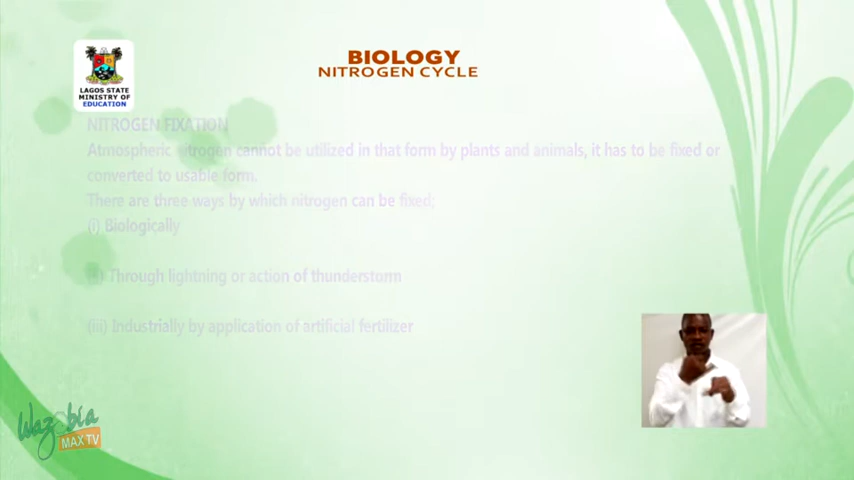 BIOLOGY
NITROGEN CYCLE
LAGOS STATE
MINISTRY OF
EDUCATION
NITROGEN FIXATION
Atmospheric nitrogen cannot be utilized in that form by plants and animals, it has to be fixed or
converted to usable form.
There are three ways by which nitrogen can be fixed;
(i) Biologically
(ii) Through lightning or action of thunderstorm
(iii) Industrially by application of artificial fertilizer
Wazobia
MAX TV